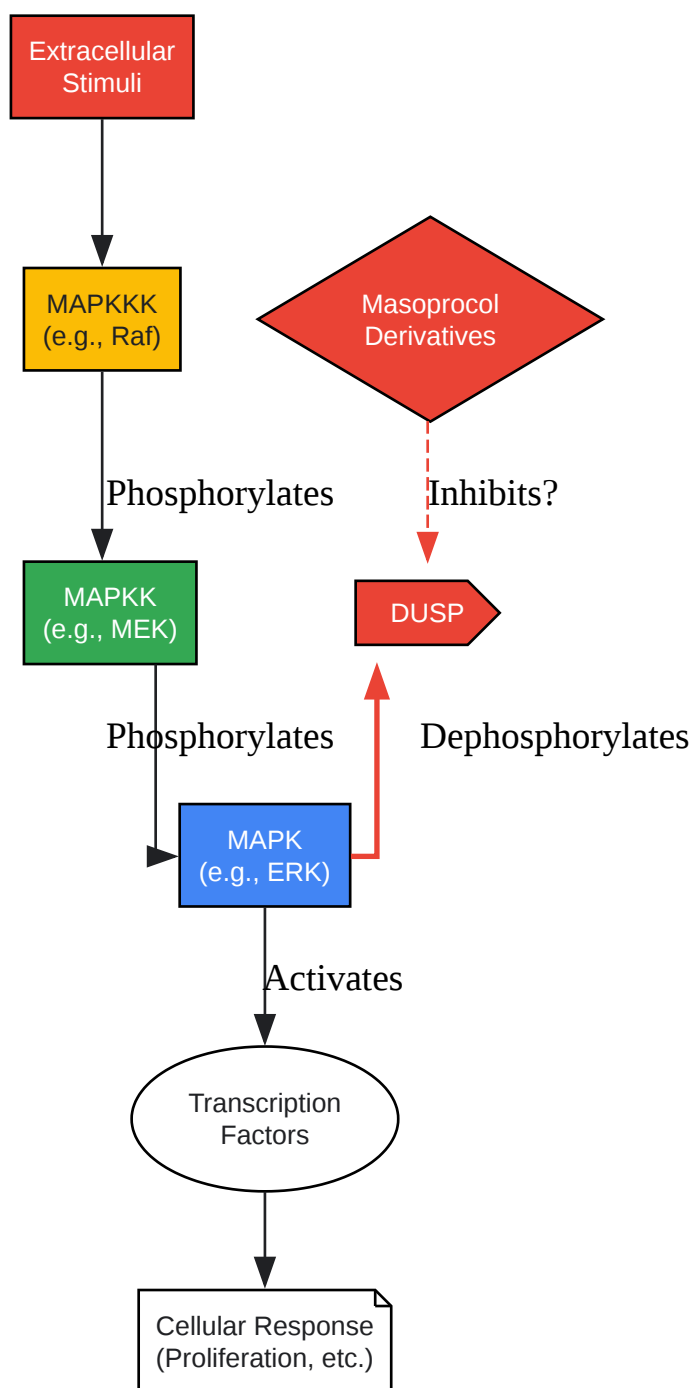 Extracellular
Stimuli
MAPKKK
(e.g., Raf)
Masoprocol
Derivatives
Phosphorylates
Inhibits?
MAPKK
(e.g., MEK)
DUSP
Phosphorylates
Dephosphorylates
MAPK
(e.g., ERK)
Activates
Transcription
Factors
Cellular Response
(Proliferation, etc.)